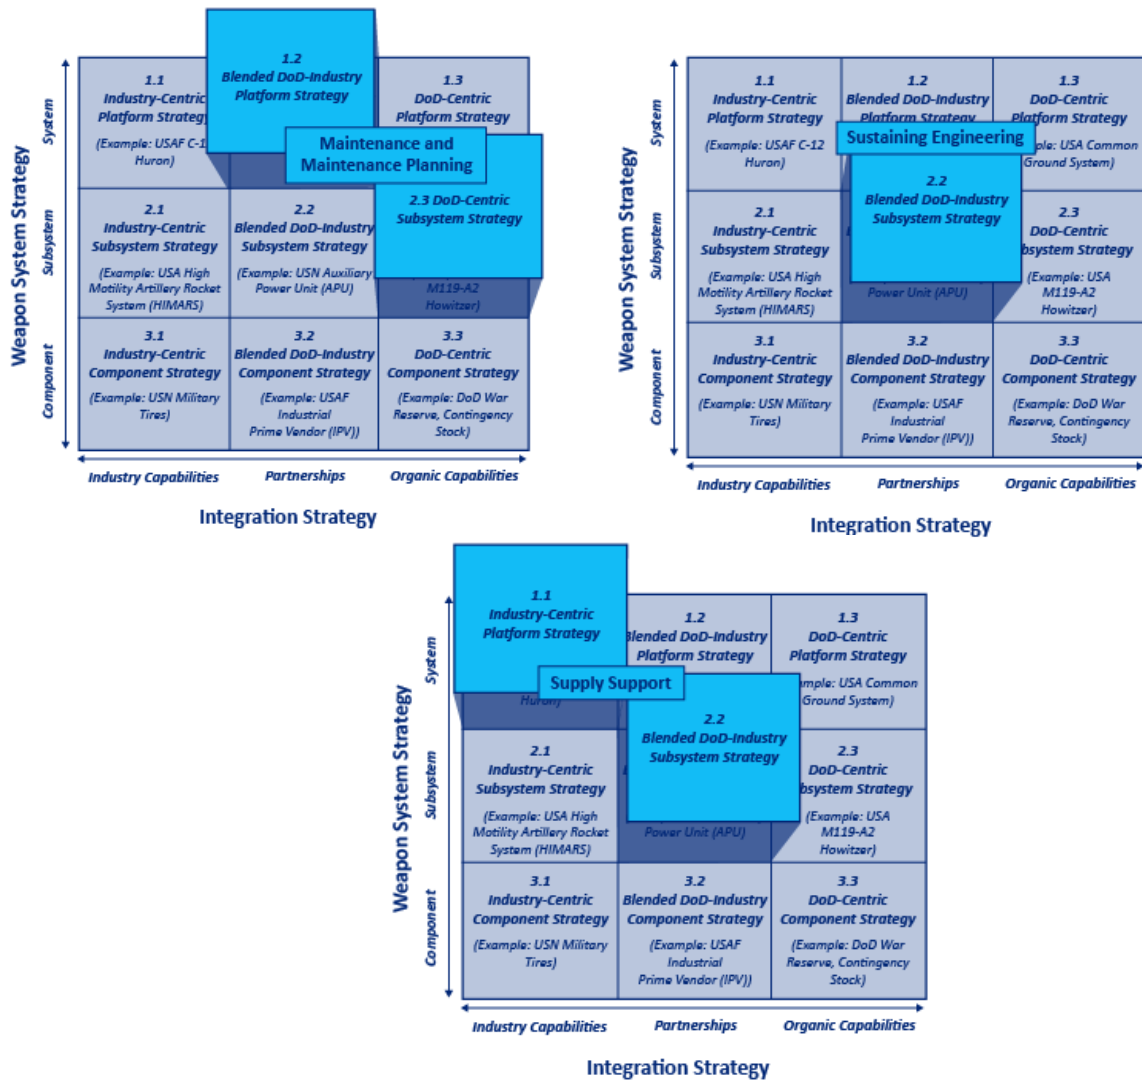 Weapon System Strategy
System
Subsystem
Component
1.1
Industry-Centric
Platform Strategy
(Example: USAF C-1
Huron)
1.2
Blended DoD-Industry
Platform Strategy
1.3
DoD-Centric
Platform Strategy
Maintenance and
Maintenance Planning
2.1
Industry-Centric
Subsystem Strategy
(Example: USA High
Motility Artillery Rocket
System (HIMARS)
2.2
Blended DoD-Industry
Subsystem Strategy
(Example: USN Auxiliary
Power Unit (APU)
2.3 DoD-Centric
Subsystem Strategy
M119-A2
Howitzer)
3.1
Industry-Centric
Component Strategy
(Example: USN Military
Tires)
3.2
Blended DoD-Industry
Component Strategy
(Example: USAF
Industrial
Prime Vendor (IPV))
3.3
DoD-Centric
Component Strategy
(Example: DoD War
Reserve, Contingency
Stock)
Industry Capabilities
Partnerships
Organic Capabilities
Integration Strategy
Weapon System Strategy
System
Subsystem
Component
1.1
Industry-Centric
Platform Strategy
(Example: USAF C-12
Huron)
1.2
Blended DoD-Industry
Platform Strategy
1.3
DoD-Centric
Platform Strategy
ple: USA Common
Ground System)
Sustaining Engineering
2.1
Industry-Centric
Subsystem Strategy
(Example: USA High
Motility Artillery Rocket
System (HIMARS)
2.2
Blended DoD-Industry
Subsystem Strategy
Power Unit (APU)
2.3
DoD-Centric
bsystem Strategy
(Example: USA
M119-A2
Howitzer)
3.1
Industry-Centric
Component Strategy
(Example: USN Military
Tires)
3.2
Blended DoD-Industry
Component Strategy
(Example: USAF
Industrial
Prime Vendor (IPV))
3.3
DoD-Centric
Component Strategy
(Example: DoD War
Reserve, Contingency
Stock)
Industry Capabilities
Partnerships
Organic Capabilities
Integration Strategy
Weapon System Strategy
System
Subsystem
Component
1.1
Industry-Centric
Platform Strategy
Huron)
1.2
Blended DoD-Industry
Platform Strategy
1.3
DoD-Centric
Platform Strategy
ample: USA Common
Ground System)
Supply Support
2.1
Industry-Centric
Subsystem Strategy
(Example: USA High
Motility Artillery Rocket
System (HIMARS)
2.2
Blended DoD-Industry
Subsystem Strategy
Power Unit (APU)
2.3
DoD-Centric
bsystem Strategy
(Example: USA
M119-A2
Howitzer)
3.1
Industry-Centric
Component Strategy
(Example: USN Military
Tires)
3.2
Blended DoD-Industry
Component Strategy
(Example: USAF
Industrial
Prime Vendor (IPV))
3.3
DoD-Centric
Component Strategy
(Example: DoD War
Reserve, Contingency
Stock)
Industry Capabilities
Partnerships
Organic Capabilities
Integration Strategy